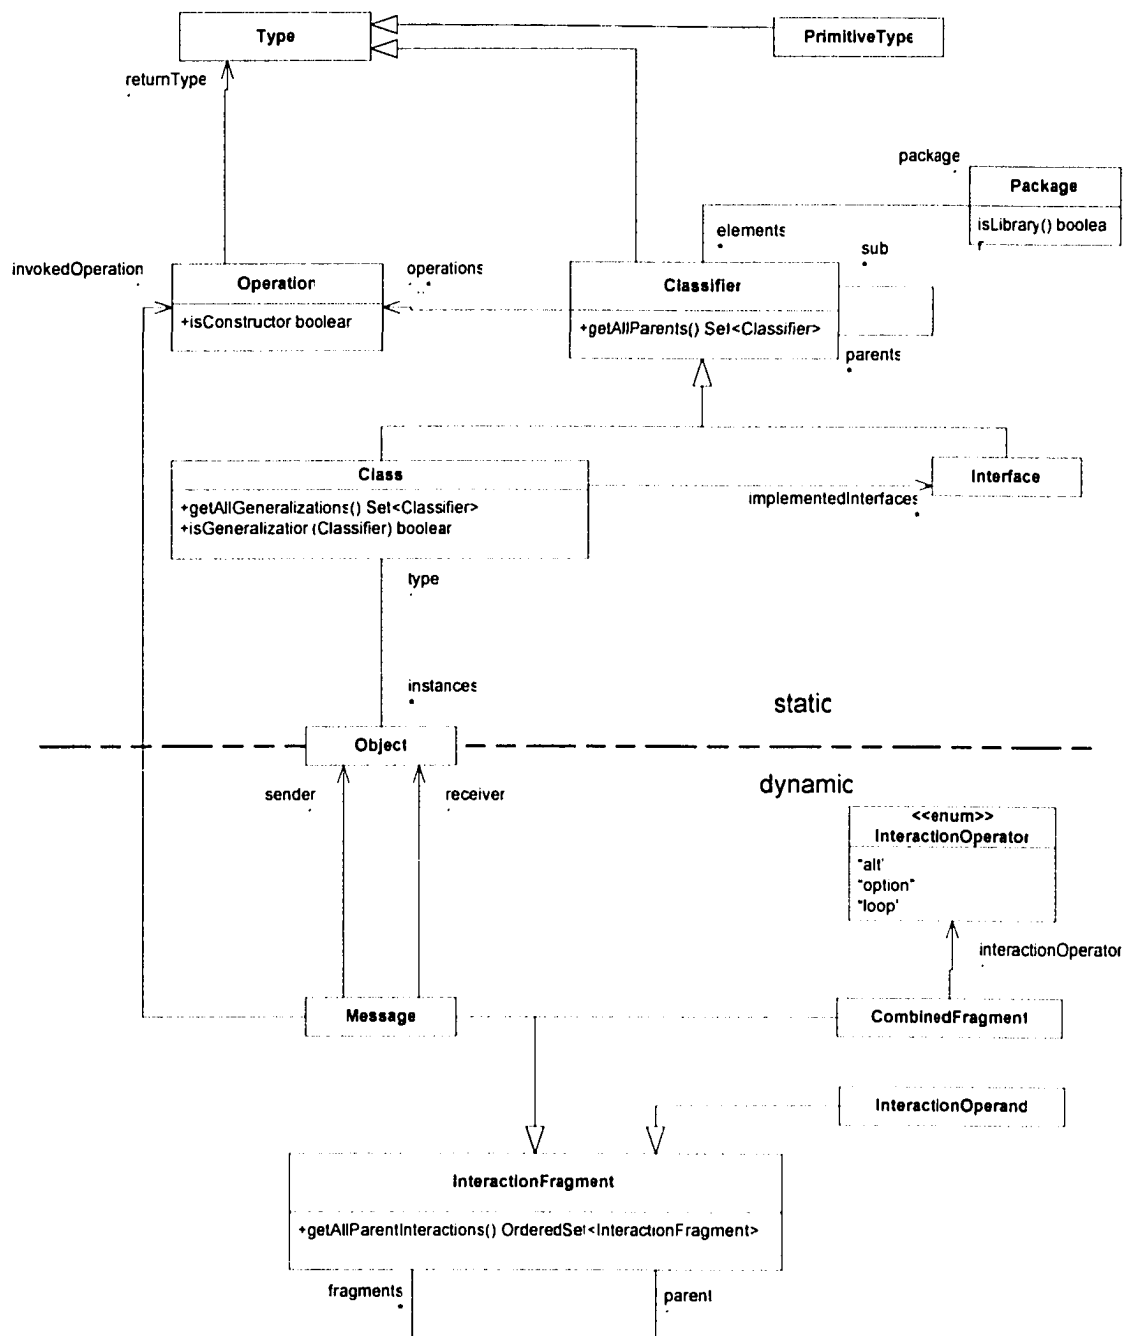 Type
PrimitiveType
returnType
package
Package
isLibrary() boolea
r
elements
sub
invokedOperation
Operation
operations
Classifier
+isConstructor boolear
+getAllParents() Set<Classifier>
parents
Class
+getAllGeneralizations() Set<Classifier>
+isGeneralization(Classifier) boolear
Interface
implementedInterfaces
type
instances
static
Object
dynamic
sender
receiver
<<enum>>
InteractionOperator
"alt'
"option"
"loop'
interactionOperator
Message
CombinedFragment
InteractionOperand
InteractionFragment
+getAllParentInteractions() OrderedSet<InteractionFragment>
fragments
parent